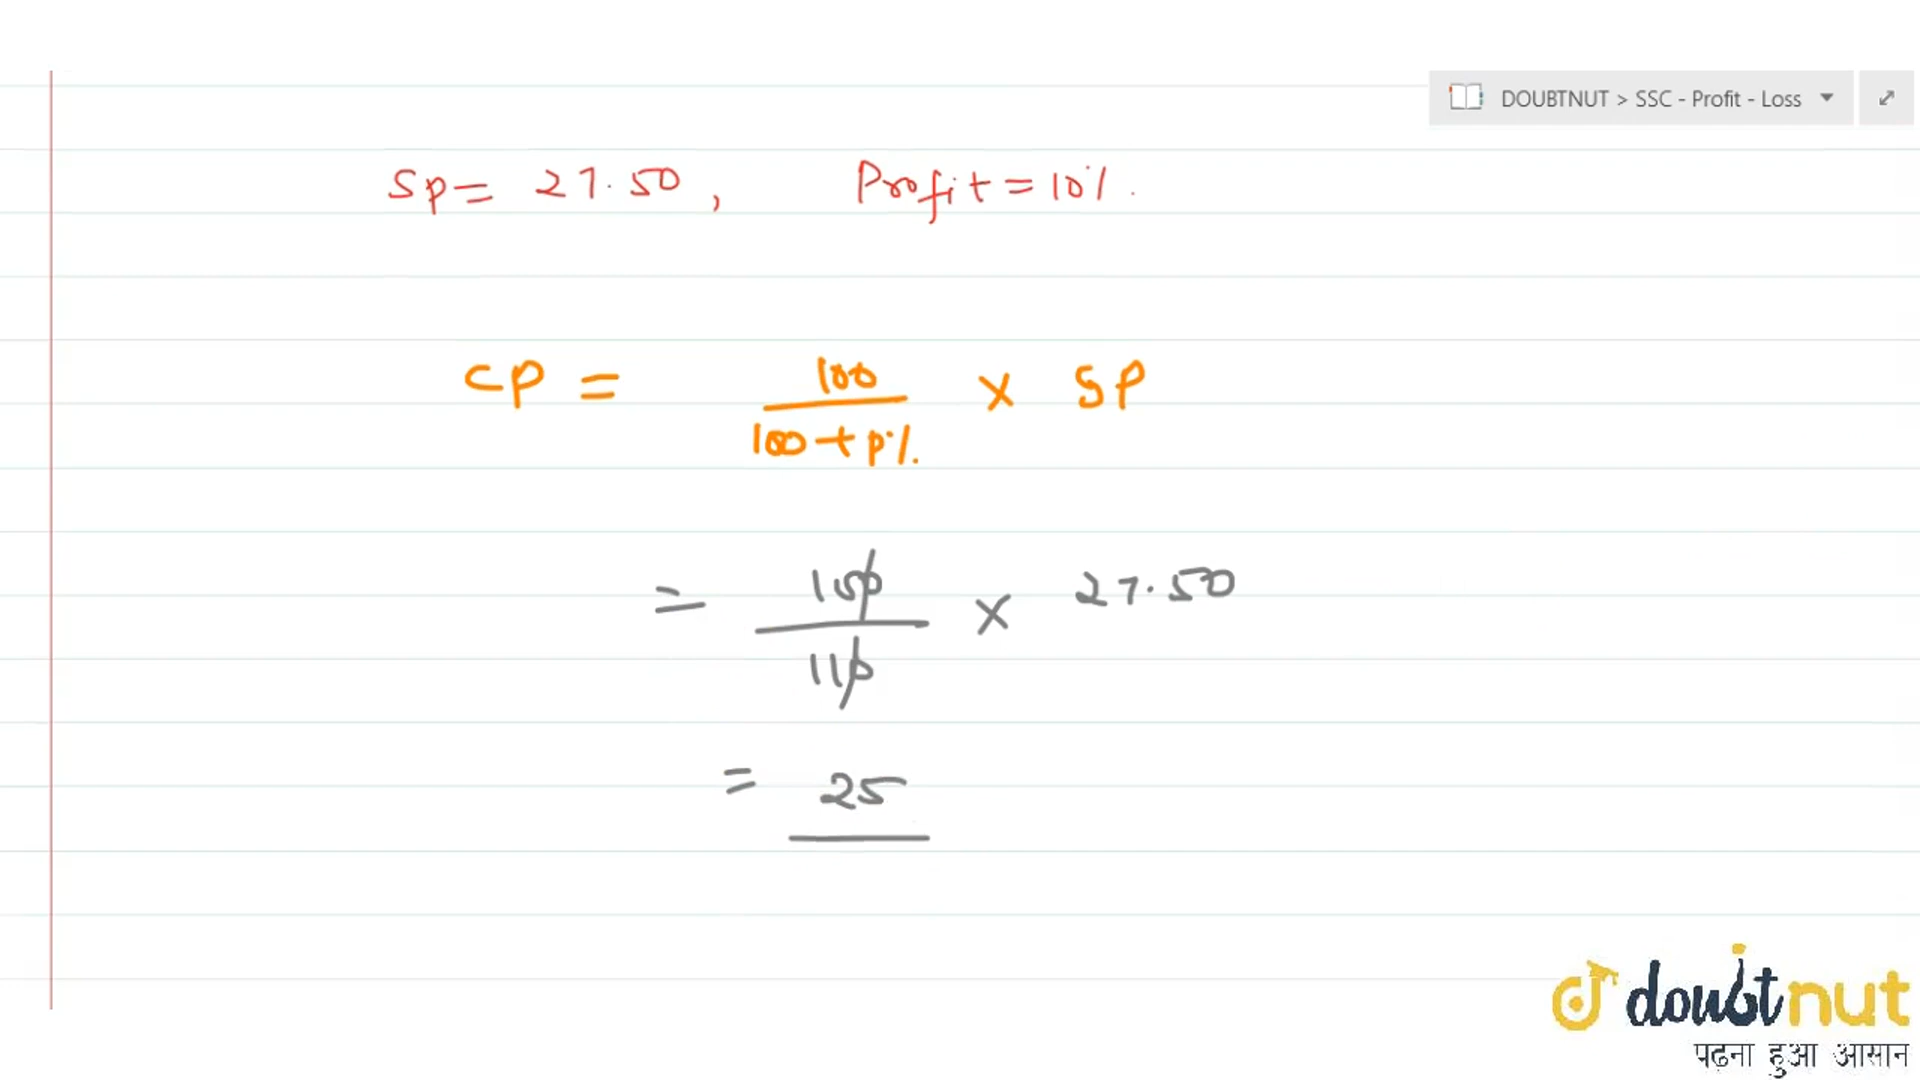 DOUBTNUT > SSC - Profit - Loss
SP = 27.50, Profit = 10%.
CP = 100 / 100 + P%. × SP
= 100 / 110 × 27.50
= 25
doubtnut
पढ़ना हुआ आसान